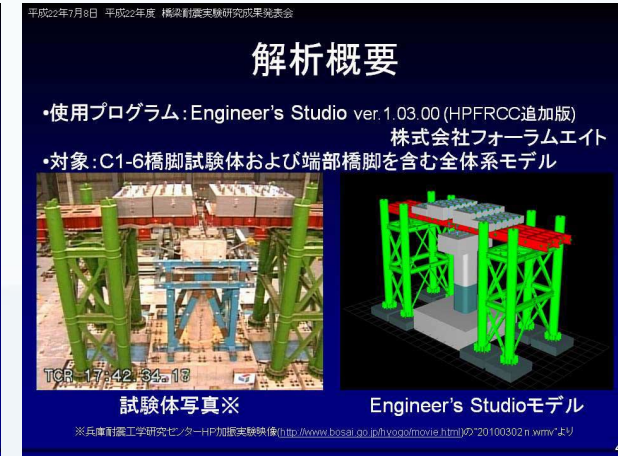 平成22年7月8日 平成22年度 橋梁耐震実験研究成果発表会
解析概要
•使用プログラム:Engineer's Studio ver.1.03.00 (HPFRCC追加版)
株式会社フォーラムエイト
•対象:C1-6橋脚試験体および端部橋脚を含む全体系モデル
TCR 17:42:34.18
試験体写真※
Engineer's Studioモデル
※兵庫耐震工学研究センターHP加振実験映像(http://www.bosai.go.jp/hyogo/movie.html)の"20100302n.wmv"より
4